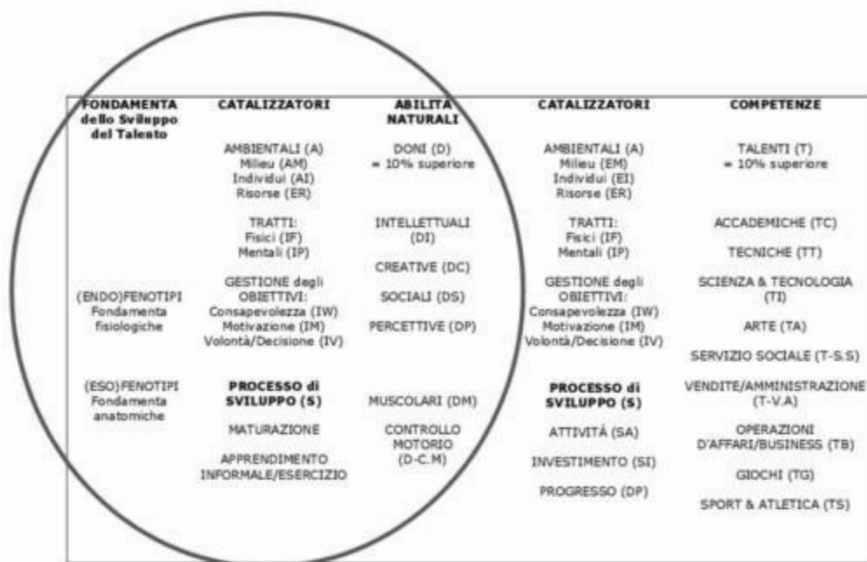 FONDAMENTA
dello Sviluppo
del Talento
(ENDO)FENOTIPI
Fondamenta
fisiologiche
(ESO)FENOTIPI
Fondamenta
anatomiche
CATALIZZATORI
AMBIENTALI (A)
Milieu (AM)
Individui (AI)
Risorse (ER)
TRATTI:
Fisici (IF)
Mentali (IP)
GESTIONE degli
OBIETTIVI:
Consapevolezza (IW)
Motivazione (IM)
Volontà/Decisione (IV)
PROCESSO di
SVILUPPO (S)
MATURAZIONE
APPRENDIMENTO
INFORMALE/ESERCIZIO
ABILITÀ
NATURALI
DONI (D)
= 10% superiore
INTELLETTUALI
(DI)
CREATIVE (DC)
SOCIALI (DS)
PERCETTIVE (DP)
MUSCOLARI (DM)
CONTROLLO
MOTORIO
(D-C.M)
CATALIZZATORI
AMBIENTALI (A)
Milieu (EM)
Individui (EI)
Risorse (ER)
TRATTI:
Fisici (IF)
Mentali (IP)
GESTIONE degli
OBIETTIVI:
Consapevolezza (IW)
Motivazione (IM)
Volontà/Decisione (IV)
PROCESSO di
SVILUPPO (S)
ATTIVITÀ (SA)
INVESTIMENTO (SI)
PROGRESSO (DP)
COMPETENZE
TALENTI (T)
= 10% superiore
ACCADEMICHE (TC)
TECNICHE (TT)
SCIENZA & TECNOLOGIA
(TI)
ARTE (TA)
SERVIZIO SOCIALE (T-S.S)
VENDITE/AMMINISTRAZIONE
(T-V.A)
OPERAZIONI
D'AFFARI/BUSINESS (TB)
GIOCHI (TG)
SPORT & ATLETICA (TS)